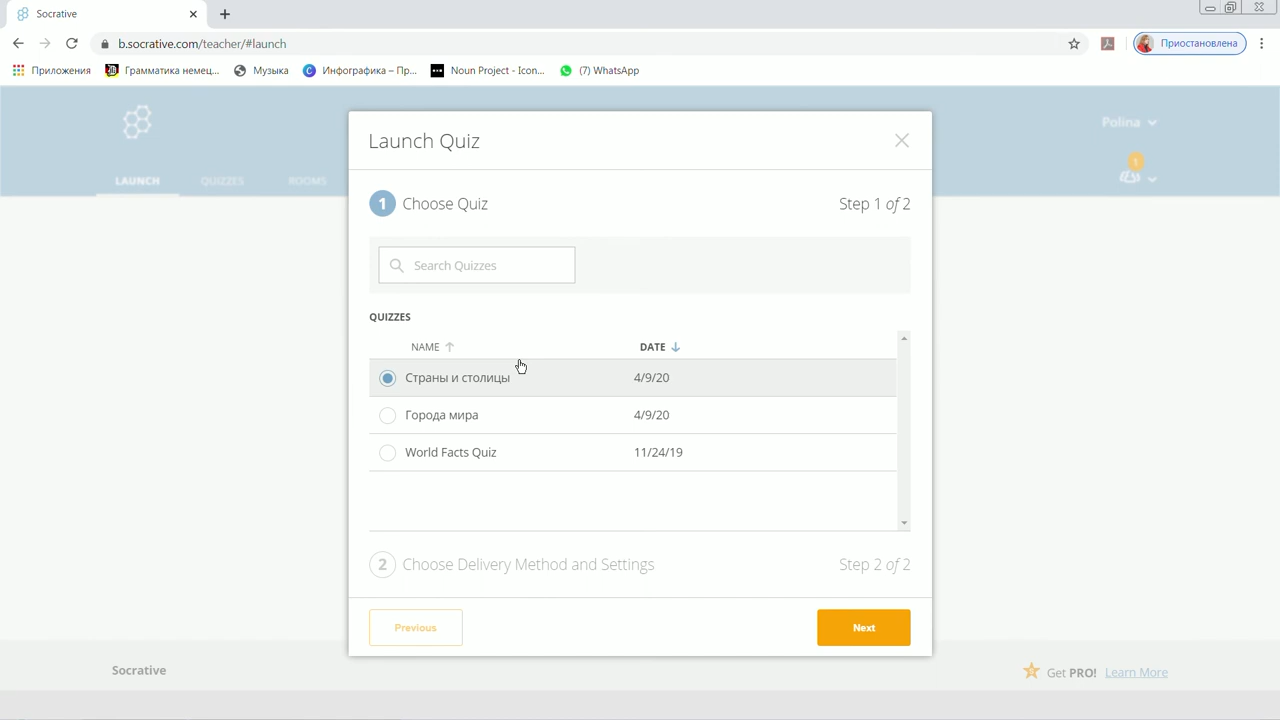 Socrative
b.socrative.com/teacher/#launch
Приостановлена
Приложения
Грамматика немец...
Музыка
Инфографика – Пр...
Noun Project - Icon...
(7) WhatsApp
Polina
1
LAUNCH
QUIZZES
ROOMS
Launch Quiz
1 Choose Quiz
Step 1 of 2
Search Quizzes
QUIZZES
NAME
DATE
Страны и столицы
4/9/20
Города мира
4/9/20
World Facts Quiz
11/24/19
2 Choose Delivery Method and Settings
Step 2 of 2
Previous
Next
Socrative
Get PRO! Learn More